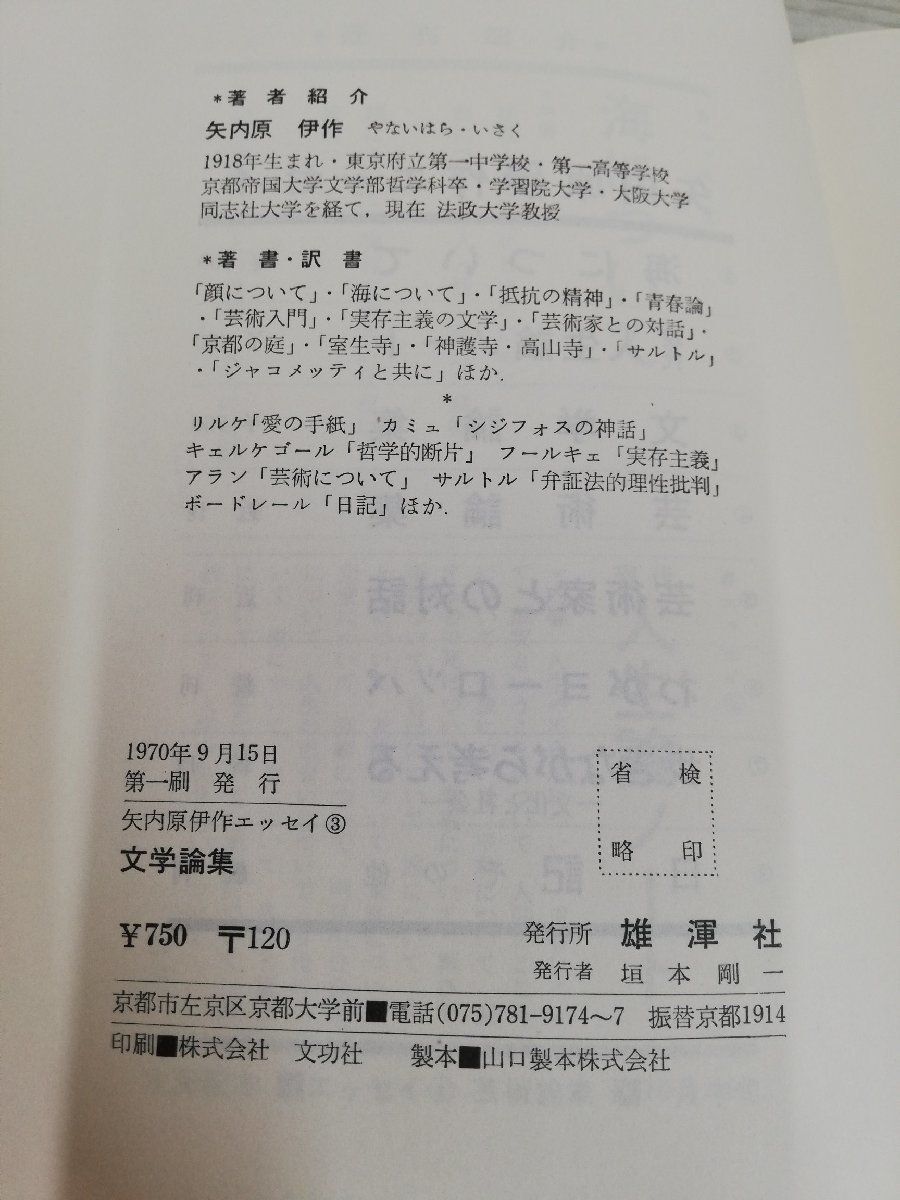 ＊著者紹介
矢内原 伊作 やないはら・いさく
1918年生まれ・東京府立第一中学校・第一高等学校
京都帝国大学文学部哲学科卒・学習院大学・大阪大学
同志社大学を経て，現在 法政大学教授
＊著書・訳書
「顔について」・「海について」・「抵抗の精神」・「青春論」
・「芸術入門」・「実存主義の文学」・「芸術家との対話」・
「京都の庭」・「室生寺」・「神護寺・高山寺」・「サルトル」
・「ジャコメッティと共に」ほか．
＊
リルケ「愛の手紙」 カミュ「シジフォスの神話」
キェルケゴール「哲学的断片」 フールキェ「実存主義」
アラン「芸術について」 サルトル「弁証法的理性批判」
ボードレール「日記」ほか．
1970年9月15日
第一刷 発行
矢内原伊作エッセイ③
文学論集
検印
省略
￥750 〒120
発行所 雄渾社
発行者 垣本剛一
京都市左京区京都大学前■電話(075)781-9174〜7 振替京都1914
印刷■株式会社 文功社 製本■山口製本株式会社